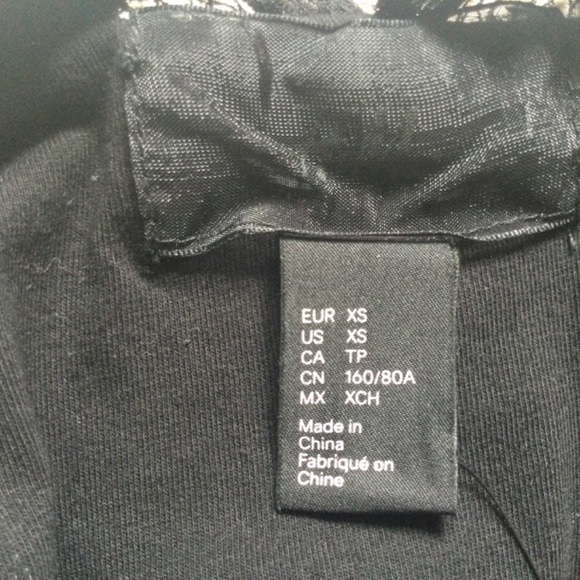 EUR XS
US XS
CA TP
CN 160/80A
MX XCH
Made in
China
Fabriqué en
Chine